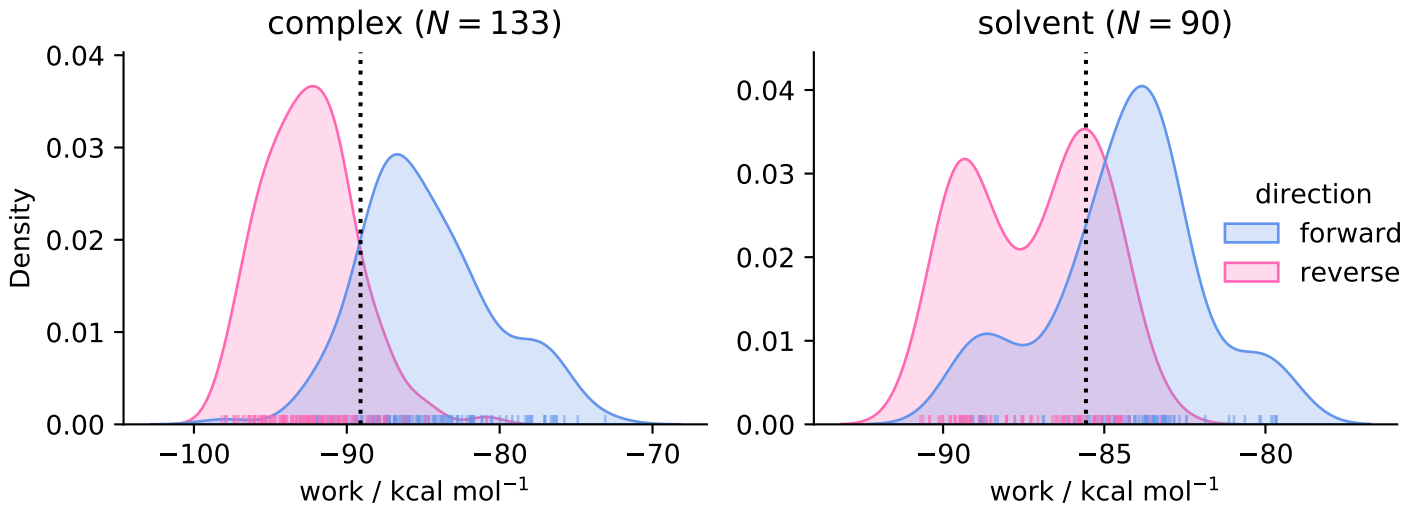 complex (N = 133)
0.04
0.03
0.02
0.01
0.00
Density
−100
−90
−80
−70
work / kcal mol⁻¹
solvent (N = 90)
0.04
0.03
0.02
0.01
0.00
−90
−85
−80
work / kcal mol⁻¹
direction
forward
reverse